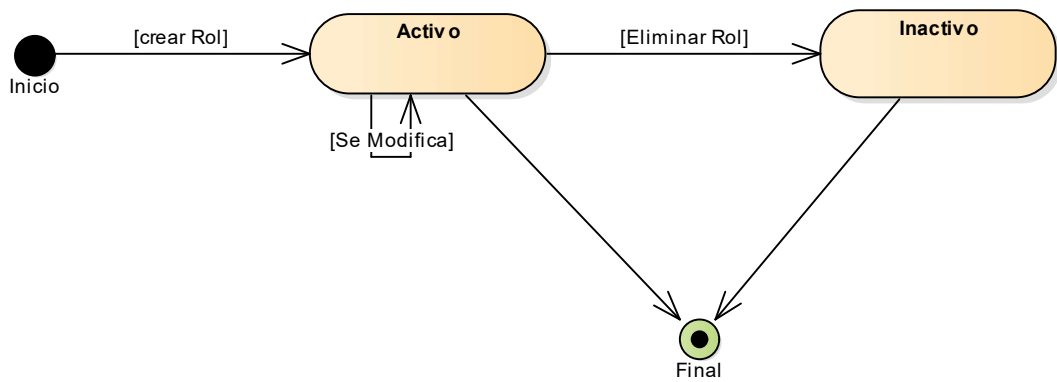 [crear Rol]
Activo
[Eliminar Rol]
Inactivo
Inicio
[Se Modifica]
Final